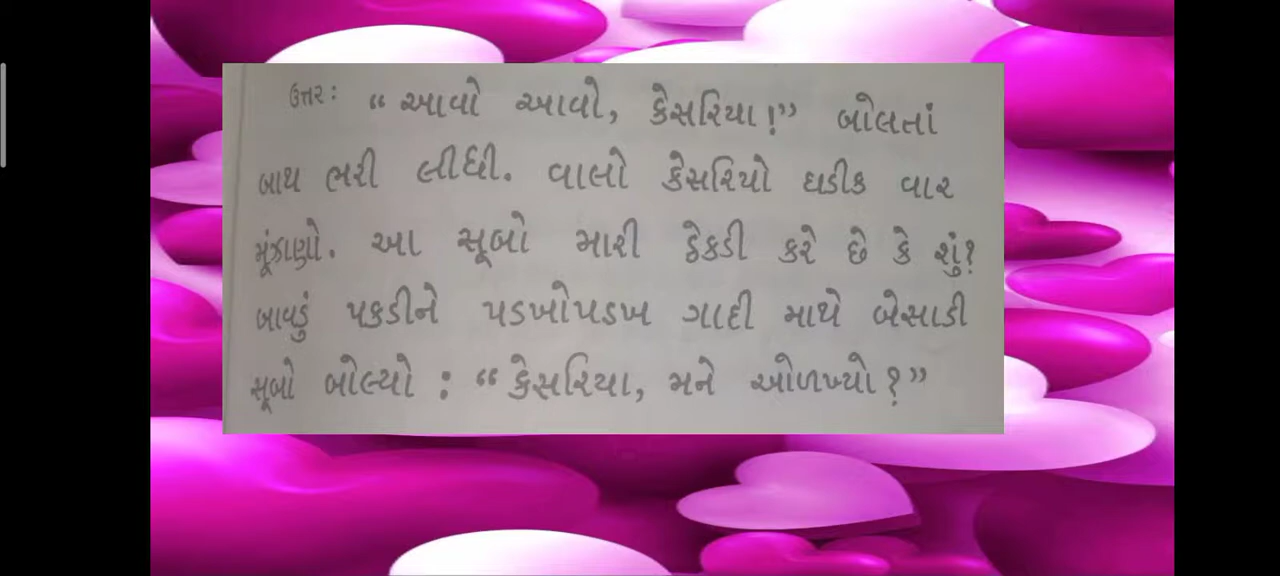 ઉત્તર: “આવો આવો, કેસરિયા!” બોલતાં
બાથ ભરી લીધી. વાલો કેસરિયો ઘડીક વાર
મૂંઝાણો. આ સૂબો મારી ઠેકડી કરે છે કે શું?
બાવડું પકડીને પડખોપડખ ગાદી માથે બેસાડી
સૂબો બોલ્યો : “કેસરિયા, મને ઓળખ્યો?”